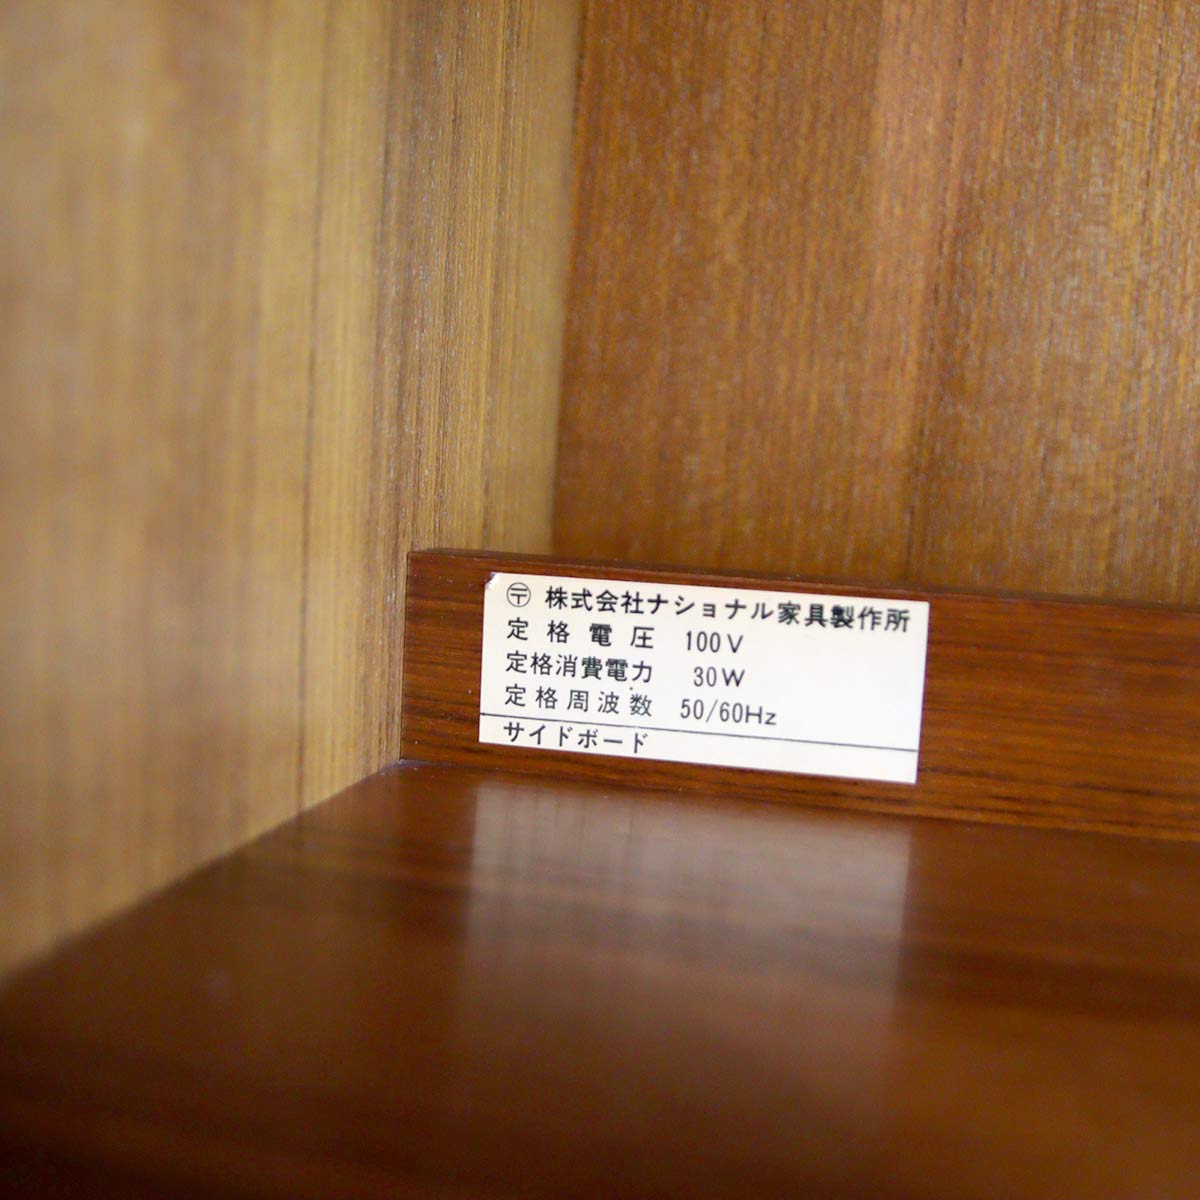 〶 株式会社ナショナル家具製作所
定格電圧 100V
定格消費電力 30W
定格周波数 50/60Hz
サイドボード